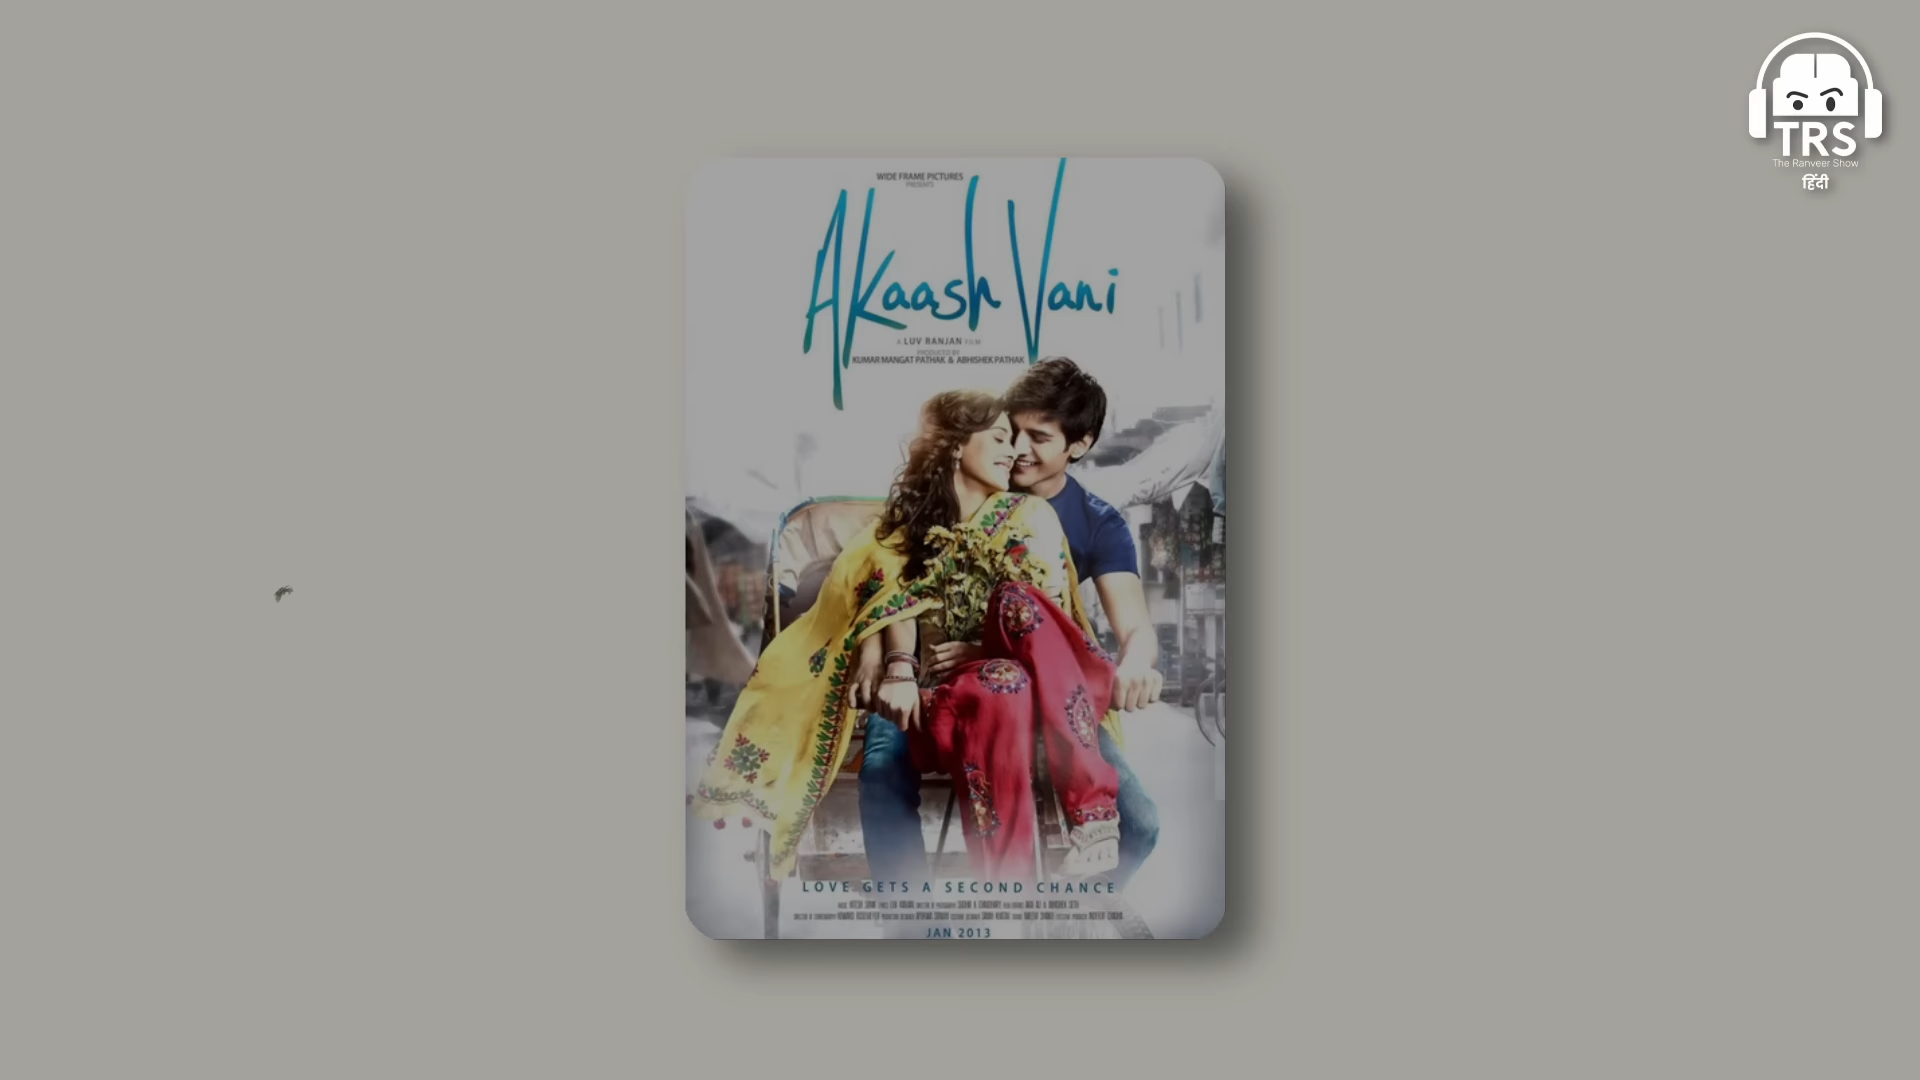 WIDE FRAME PICTURES
PRESENTS
Akaash Vani
A LUV RANJAN FILM
PRODUCED BY
KUMAR MANGAT PATHAK & ABHISHEK PATHAK
LOVE GETS A SECOND CHANCE
JAN 2013
TRS
The Ranveer Show
हिंदी